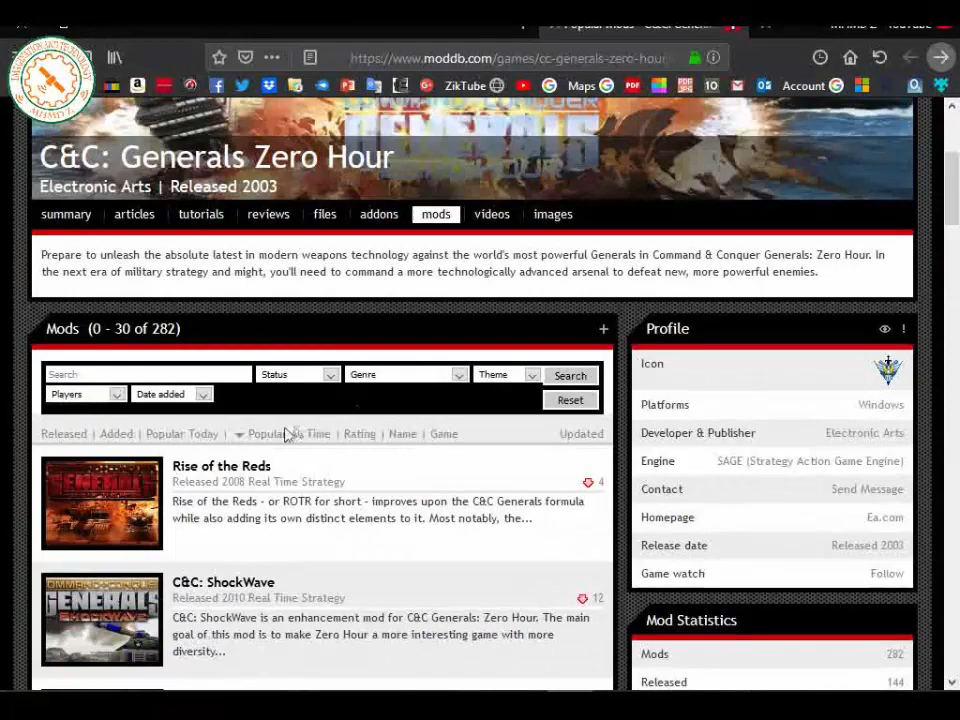 https://www.moddb.com/games/cc-generals-zero-hour
ZikTube
Maps
PDF
10
Account
C&C: Generals Zero Hour
Electronic Arts | Released 2003
summary articles tutorials reviews files addons mods videos images
Prepare to unleash the absolute latest in modern weapons technology against the world's most powerful Generals in Command & Conquer Generals: Zero Hour. In
the next era of military strategy and might, you'll need to command a more technologically advanced arsenal to defeat new, more powerful enemies.
Mods (0 - 30 of 282) +
Search Status Genre Theme Search
Players Date added Reset
Released | Added | Popular Today | Popular Time | Rating | Name | Game Updated
Rise of the Reds
Released 2008 Real Time Strategy 4
Rise of the Reds - or ROTR for short - improves upon the C&C Generals formula
while also adding its own distinct elements to it. Most notably, the...
C&C: ShockWave
Released 2010 Real Time Strategy 12
C&C: ShockWave is an enhancement mod for C&C Generals: Zero Hour. The main
goal of this mod is to make Zero Hour a more interesting game with more
diversity...
GENERALS
SHOCKWAVE
Profile !
Icon
Platforms Windows
Developer & Publisher Electronic Arts
Engine SAGE (Strategy Action Game Engine)
Contact Send Message
Homepage Ea.com
Release date Released 2003
Game watch Follow
Mod Statistics
Mods 282
Released 144